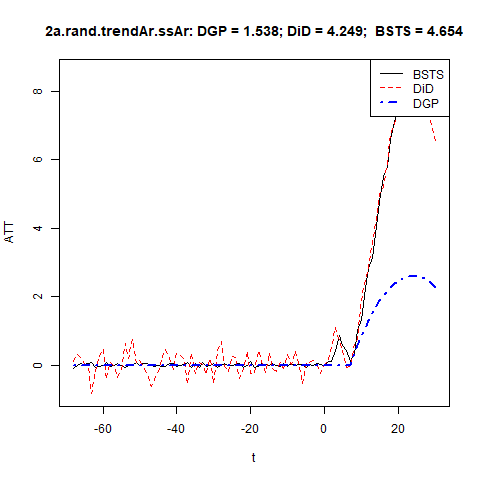 2a.rand.trendAr.ssAr: DGP = 1.538; DiD = 4.249;  BSTS = 4.654
BSTS
DiD
DGP
8
6
4
2
0
ATT
-60 -40 -20 0 20
t